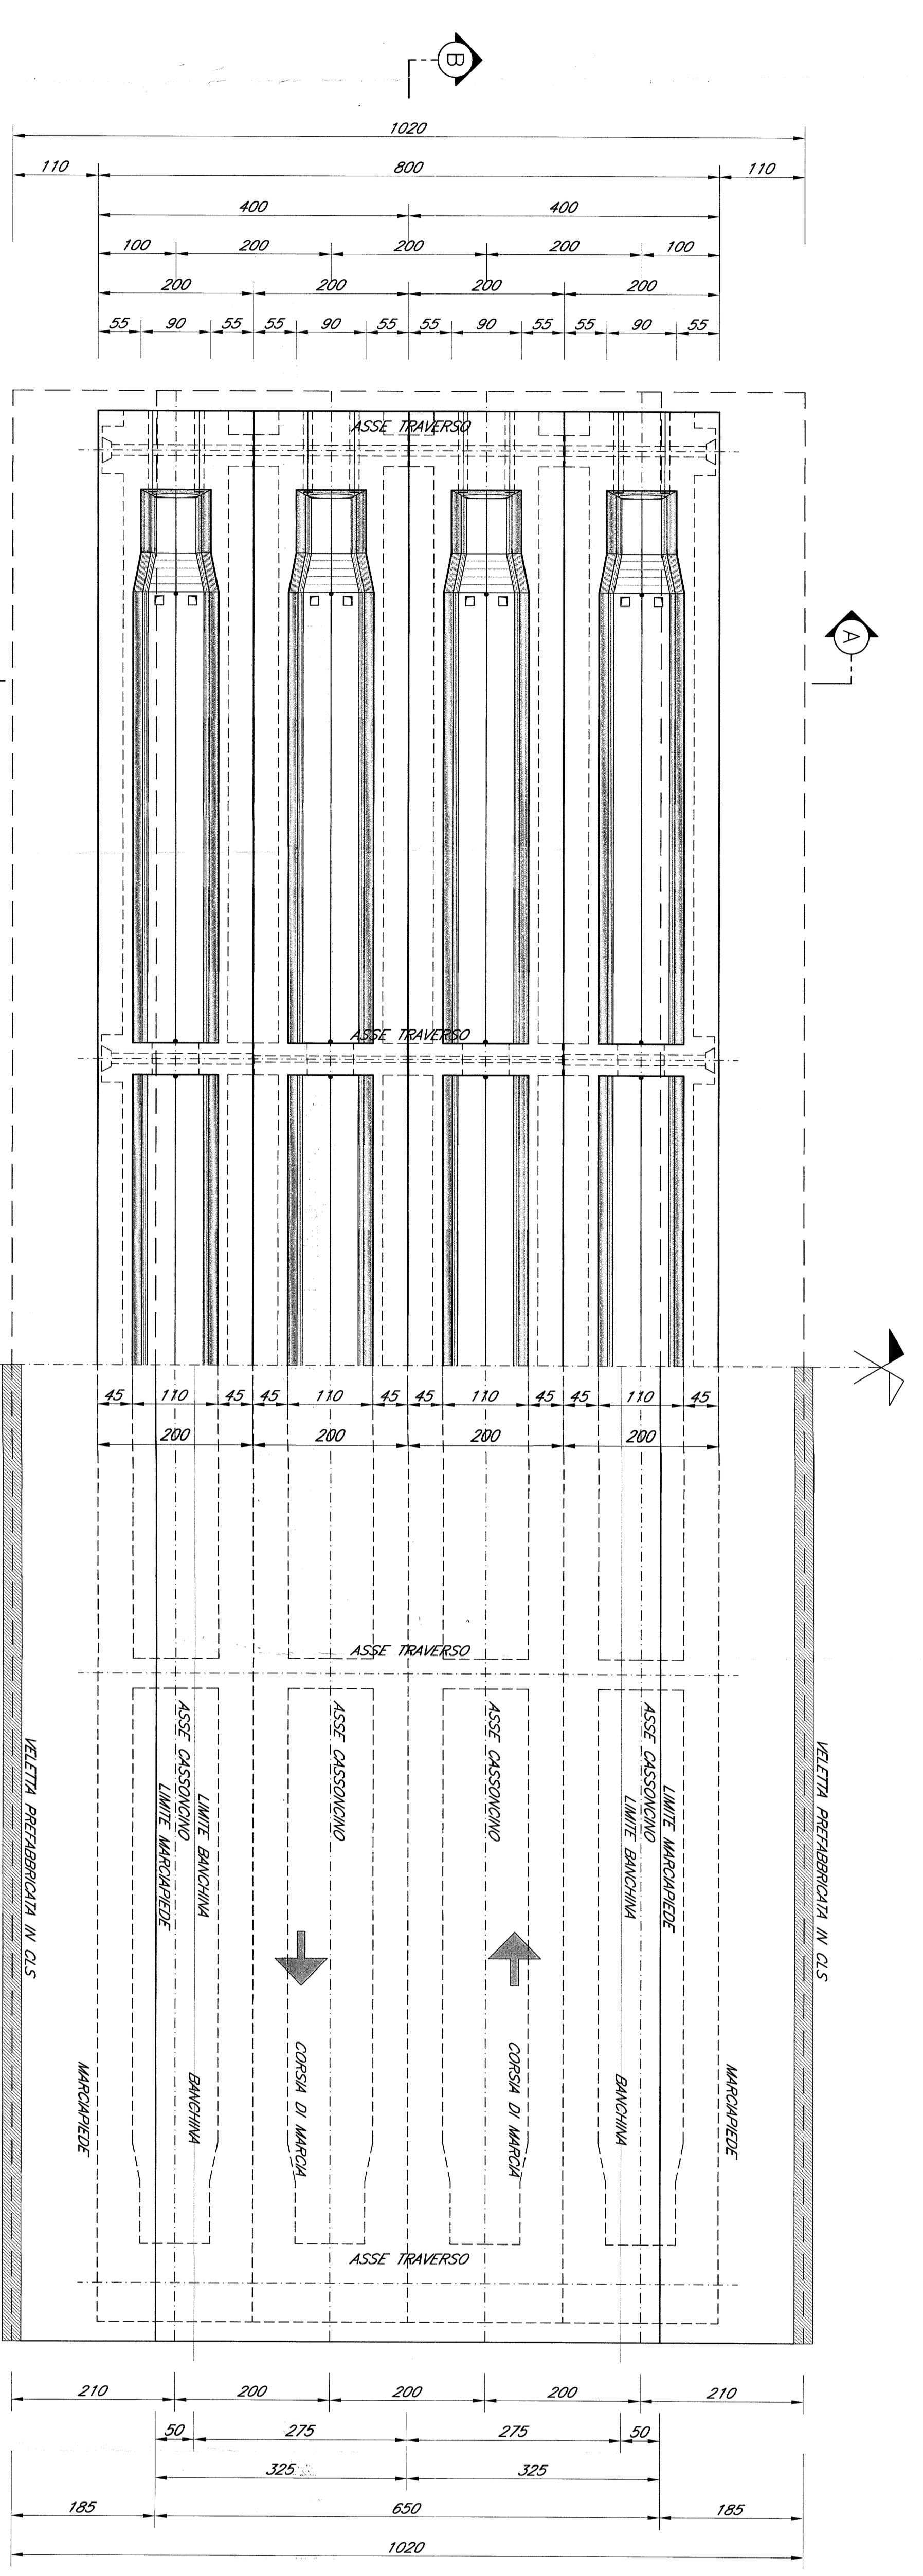 B
1020
110 800 110
400 400
100 200 200 200 100
200 200 200 200
55 90 55 55 90 55 55 90 55 55 90 55
ASSE TRAVERSO
A
ASSE TRAVERSO
45 110 45 45 110 45 45 110 45 45 110 45
200 200 200 200
ASSE TRAVERSO
VELETTA PREFABBRICATA IN CLS
MARCIAPIEDE
LIMITE MARCIAPIEDE
ASSE CASSONCINO
LIMITE BANCHINA
BANCHINA
ASSE CASSONCINO
CORSIA DI MARCIA
ASSE CASSONCINO
CORSIA DI MARCIA
LIMITE BANCHINA
ASSE CASSONCINO
LIMITE MARCIAPIEDE
BANCHINA
MARCIAPIEDE
VELETTA PREFABBRICATA IN CLS
ASSE TRAVERSO
210 200 200 200 210
50 275 275 50
325 325
185 650 185
1020